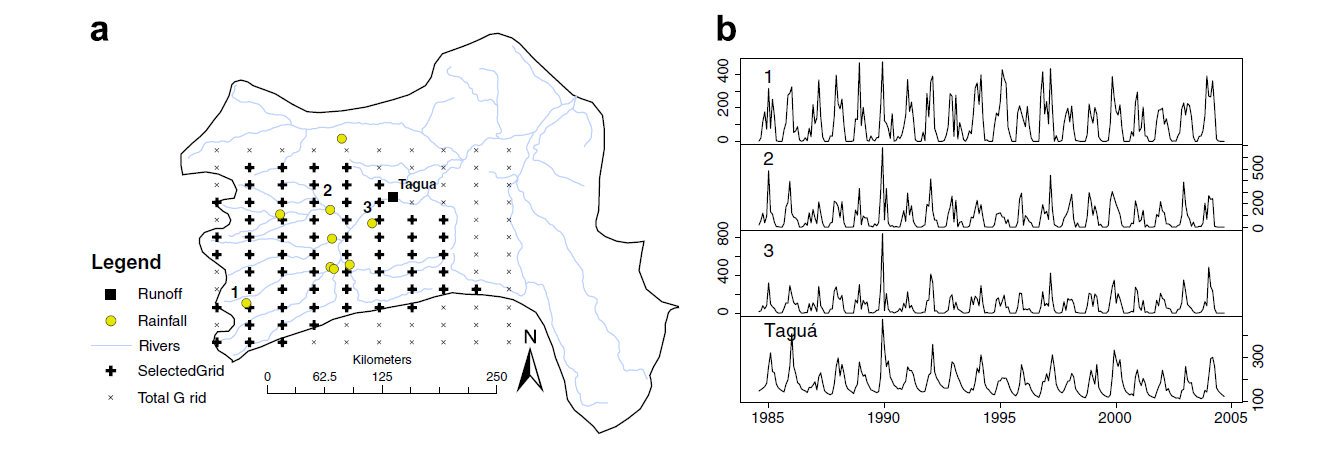 a
Tagua
2
3
1
Legend
Runoff
Rainfall
Rivers
SelectedGrid
Total G rid
Kilometers
0 62.5 125 250
N
b
1
0 200 400
2
0 200 500
3
0 400 800
Taguá
100 300
1985 1990 1995 2000 2005